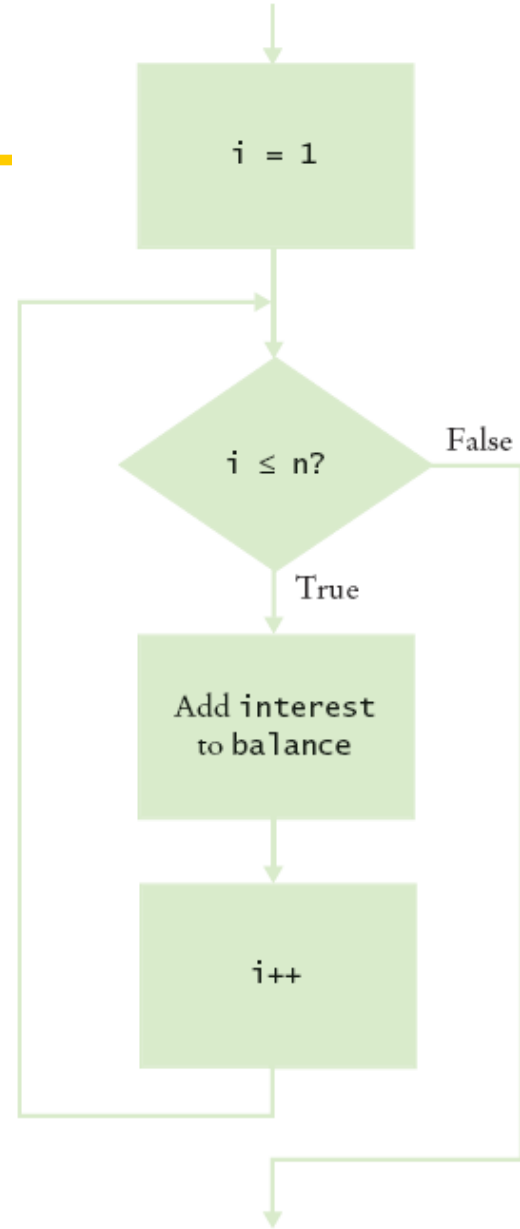 i = 1
i ≤ n?
False
True
Add interest
to balance
i++